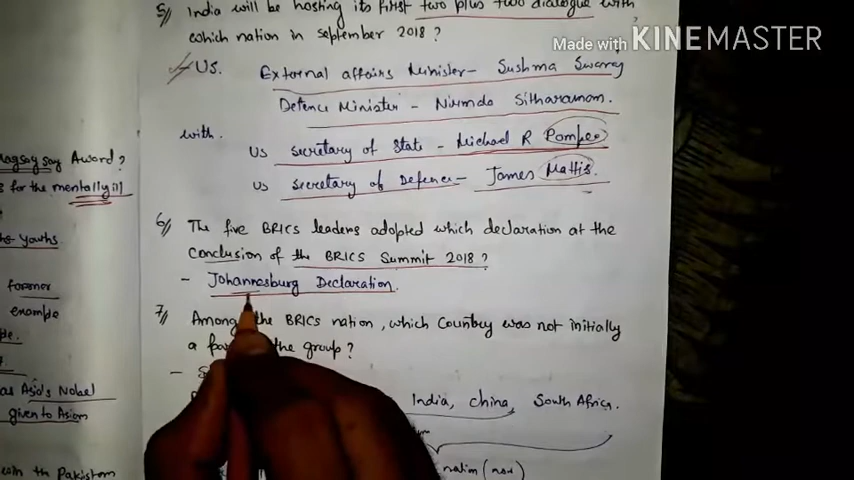 5// India will be hosting its first two plus two dialogue with
which nation in september 2018?
Made with KINEMASTER
- US. External affairs Minister - Sushma Swaraj
Defence Minister - Nirmala Sitharaman.
with.
US secretary of State - Michael R Pompeo
US secretary of Defence - James Mattis.
6// The five BRICS leaders adopted which declaration at the
conclusion of the BRICS Summit 2018?
- Johannesburg Declaration.
7// Among the BRICS nation, which Country was not initially
a the group?
India, china, South Africa.
Award?
for the mentally ill
youths
former
example
as Asia's Nobel
given to Asian
Pakistan